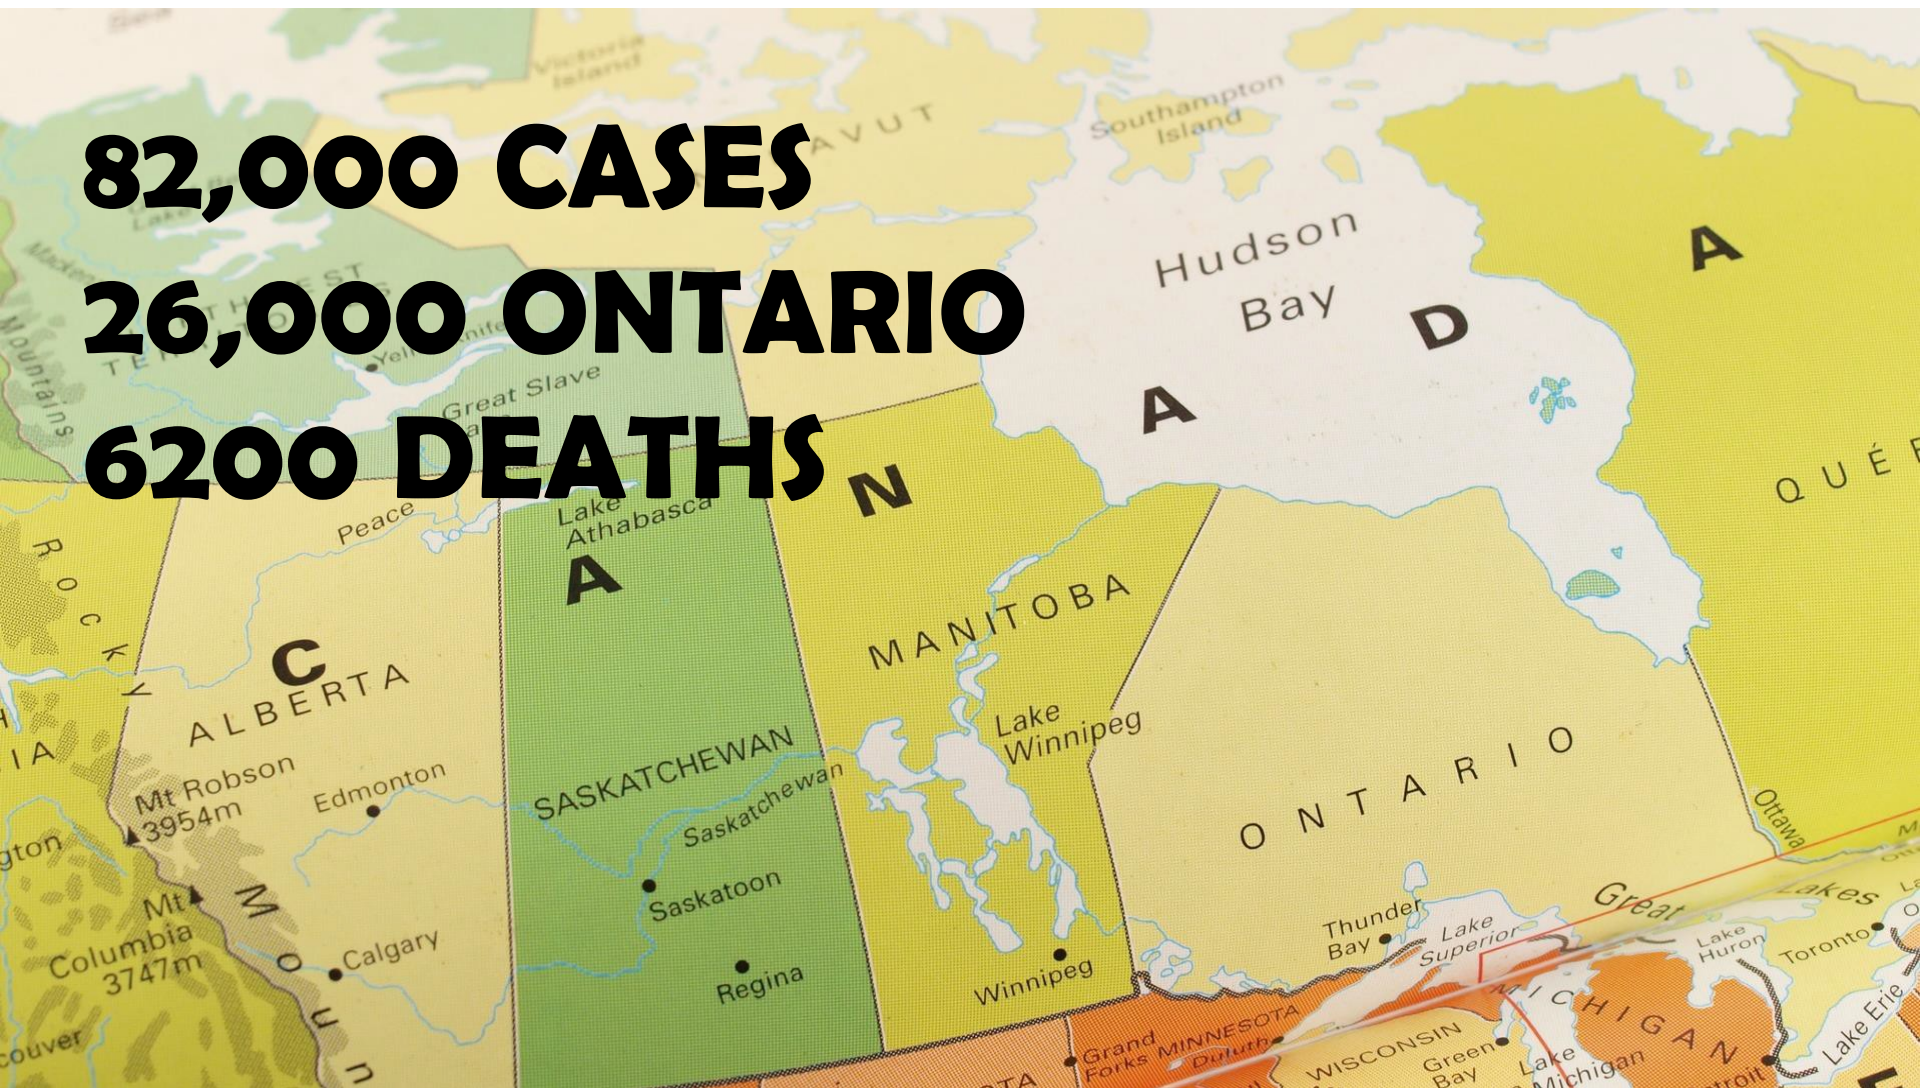 Victoria
Island
Southampton
Island
82,000 CASES
Hudson
Bay
26,000 ONTARIO
Great Slave
6200 DEATHS
Peace
Lake
Athabasca
C A N A D A
ROCKY
MANITOBA
ALBERTA
Lake
Winnipeg
SASKATCHEWAN
Saskatchewan
Mt Robson
3954m
Edmonton
ONTARIO
Ottawa
Saskatoon
Mt
Columbia
3747m
Calgary
Regina
Winnipeg
Thunder
Bay
Lake
Superior
Great Lakes
Lake
Huron
Toronto
Lake Erie
MICHIGAN
Grand
Forks
MINNESOTA
Duluth
WISCONSIN
Green
Bay
Lake
Michigan